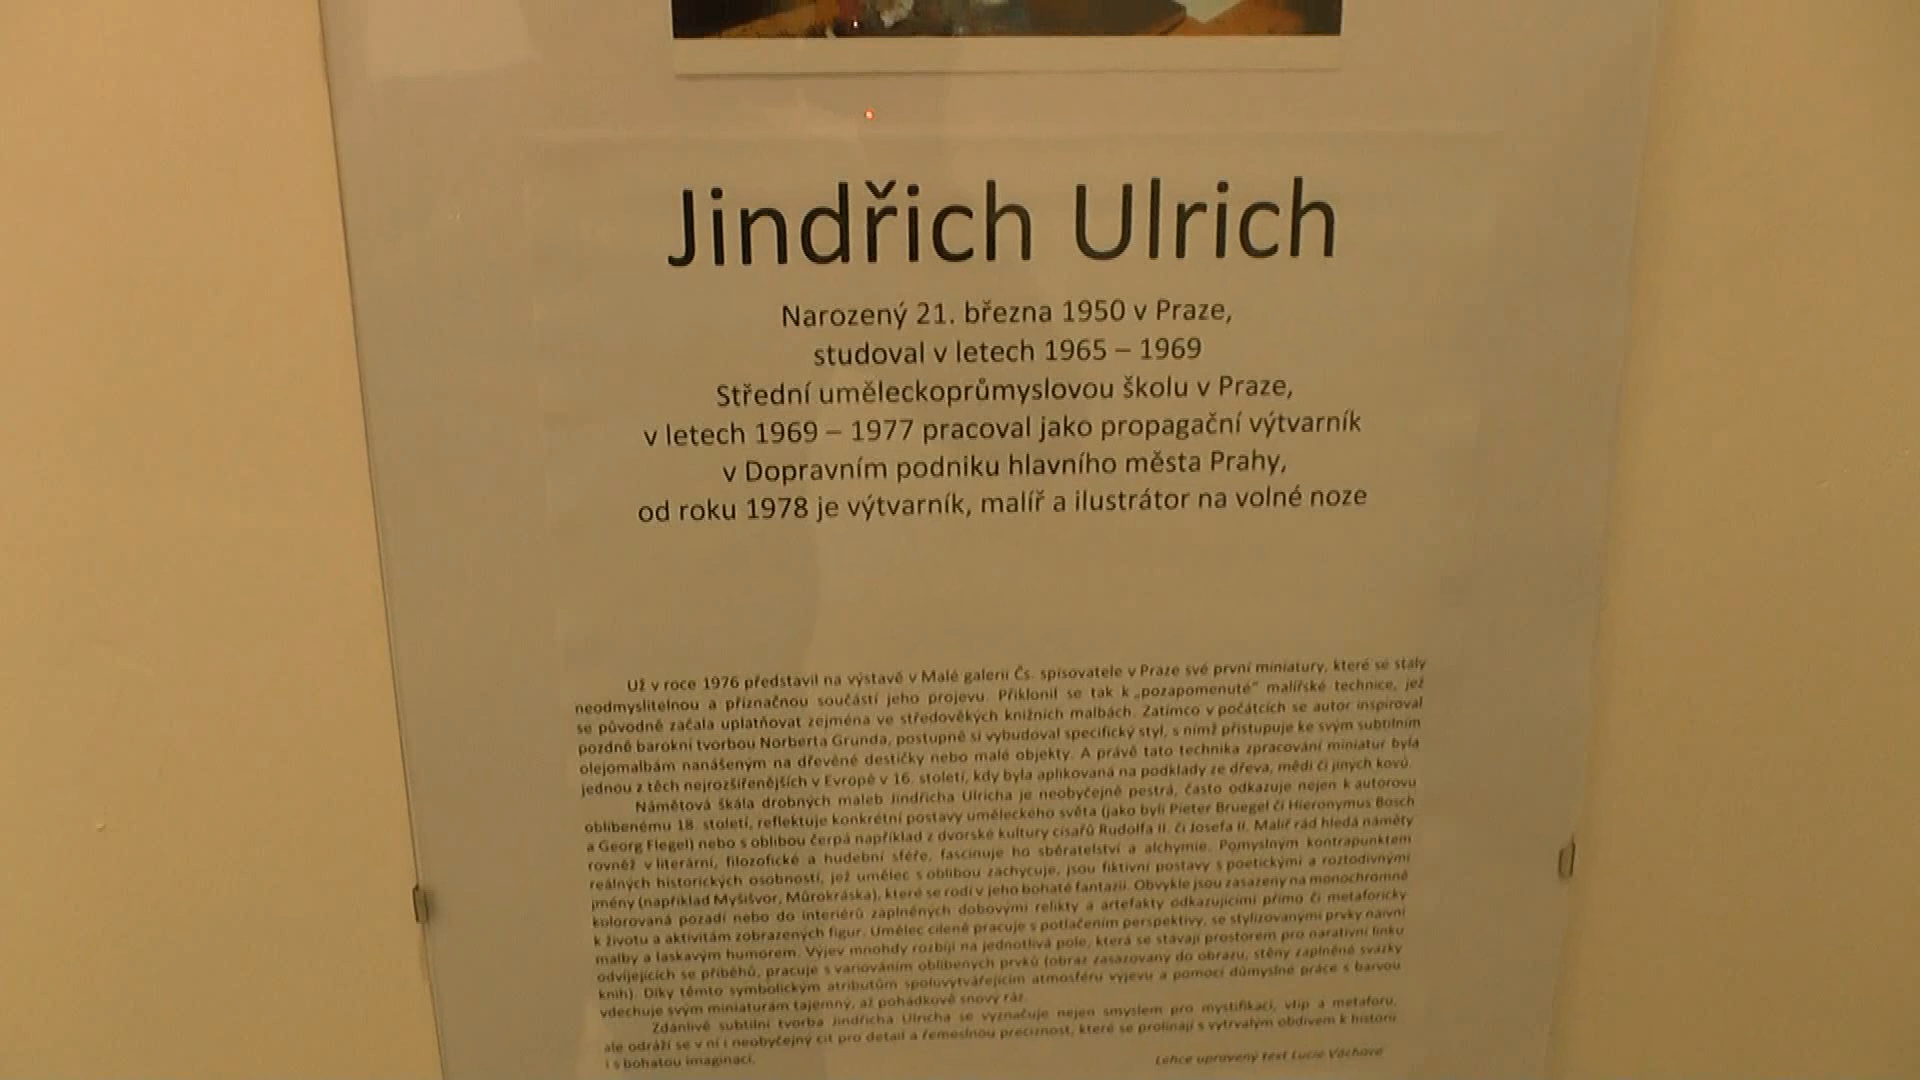 Jindřich Ulrich
Narozený 21. března 1950 v Praze,
studoval v letech 1965 – 1969
Střední uměleckoprůmyslovou školu v Praze,
v letech 1969 – 1977 pracoval jako propagační výtvarník
v Dopravním podniku hlavního města Prahy,
od roku 1978 je výtvarník, malíř a ilustrátor na volné noze
Už v roce 1976 představil na výstavě v Malé galerii Čs. spisovatele v Praze své první miniatury, které se staly
neodmyslitelnou a příznačnou součástí jeho projevu. Přiklonil se tak k „pozapomenuté“ malířské technice, jež
se původně začala uplatňovat zejména ve středověkých knižních malbách. Zatímco v počátcích se autor inspiroval
pozdně barokní tvorbou Norberta Grunda, postupně si vybudoval specifický styl, s nímž přistupuje ke svým subtilním
olejomalbám nanášeným na dřevěné destičky nebo malé objekty. A právě tato technika zpracování miniatur byla
jednou z těch nejrozšířenějších v Evropě v 16. století, kdy byla aplikovaná na podklady ze dřeva, mědi či jiných kovů.
Námětová škála drobných maleb Jindřicha Ulricha je neobyčejně pestrá, často odkazuje nejen k autorovu
oblíbenému 18. století, reflektuje konkrétní postavy uměleckého světa (jako byli Pieter Bruegel či Hieronymus Bosch
a Georg Flegel) nebo s oblibou čerpá například z dvorské kultury císařů Rudolfa II. či Josefa II. Malíř rád hledá náměty
rovněž v literární, filozofické a hudební sféře, fascinuje ho sběratelství a alchymie. Pomyslným kontrapunktem
reálných historických osobností, jež umělec s oblibou zachycuje, jsou fiktivní postavy s poetickými a roztodivnými
jmény (například Myšišvor, Můrokráska), které se rodí v jeho bohaté fantazii. Obvykle jsou zasazeny na monochromně
kolorovaná pozadí nebo do interiérů zaplněných dobovými relikty a artefakty odkazujícími přímo či metaforicky
k životu a aktivitám zobrazených figur. Umělec cíleně pracuje s potlačením perspektivy, se stylizovanými prvky naivní
malby a laskavým humorem. Výjev mnohdy rozbíjí na jednotlivá pole, která se stávají prostorem pro narativní linku
odvíjejících se příběhů, pracuje s variováním oblíbených prvků (obraz zasazovaný do obrazu, stěny zaplněné svazky
knih). Díky těmto symbolickým atributům spoluvytvářejícím atmosféru výjevu a pomocí důmyslné práce s barvou
vdechuje svým miniaturám tajemný, až pohádkově snový ráz.
Zdánlivě subtilní tvorba Jindřicha Ulricha se vyznačuje nejen smyslem pro mystifikaci, vtip a metaforu,
ale odráží se v ní i neobyčejný cit pro detail a řemeslnou preciznost, které se prolínají s vytrvalým obdivem k historii
i s bohatou imaginací.
Lehce upravený text Lucie Váchové